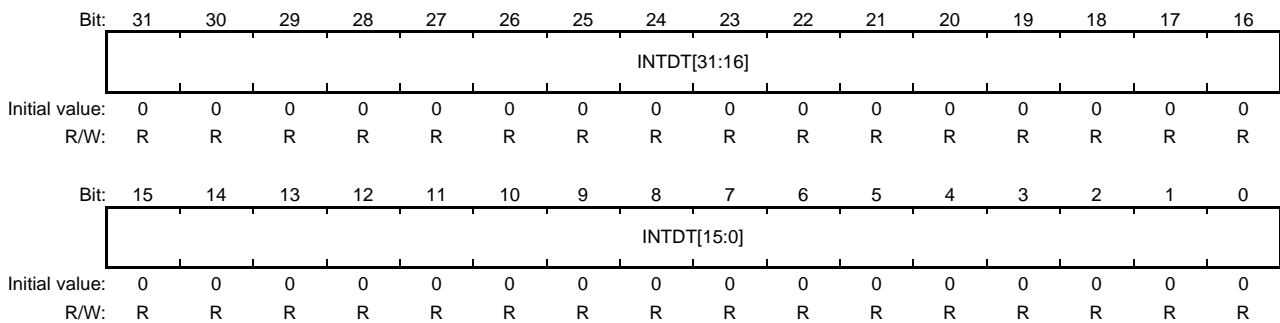 Bit: 31 30 29 28 27 26 25 24 23 22 21 20 19 18 17 16
INTDT[31:16]
Initial value: 0 0 0 0 0 0 0 0 0 0 0 0 0 0 0 0
R/W: R R R R R R R R R R R R R R R R
Bit: 15 14 13 12 11 10 9 8 7 6 5 4 3 2 1 0
INTDT[15:0]
Initial value: 0 0 0 0 0 0 0 0 0 0 0 0 0 0 0 0
R/W: R R R R R R R R R R R R R R R R